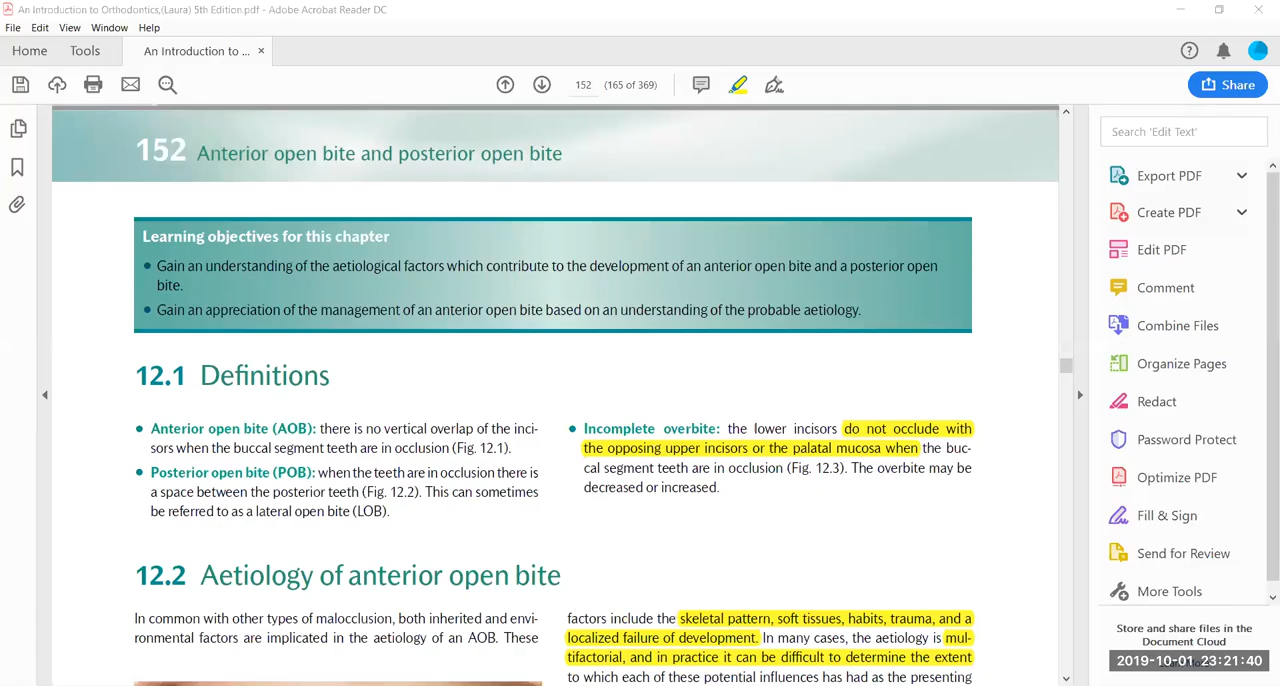 An Introduction to Orthodontics,(Laura) 5th Edition.pdf - Adobe Acrobat Reader DC
File Edit View Window Help
Home Tools An Introduction to ... ×
152 (165 of 369)
Share
152 Anterior open bite and posterior open bite
Learning objectives for this chapter
• Gain an understanding of the aetiological factors which contribute to the development of an anterior open bite and a posterior open
bite.
• Gain an appreciation of the management of an anterior open bite based on an understanding of the probable aetiology.
12.1 Definitions
• Anterior open bite (AOB): there is no vertical overlap of the inci-
sors when the buccal segment teeth are in occlusion (Fig. 12.1).
• Posterior open bite (POB): when the teeth are in occlusion there is
a space between the posterior teeth (Fig. 12.2). This can sometimes
be referred to as a lateral open bite (LOB).
• Incomplete overbite: the lower incisors do not occlude with
the opposing upper incisors or the palatal mucosa when the buc-
cal segment teeth are in occlusion (Fig. 12.3). The overbite may be
decreased or increased.
12.2 Aetiology of anterior open bite
In common with other types of malocclusion, both inherited and envi-
ronmental factors are implicated in the aetiology of an AOB. These
factors include the skeletal pattern, soft tissues, habits, trauma, and a
localized failure of development. In many cases, the aetiology is mul-
tifactorial, and in practice it can be difficult to determine the extent
to which each of these potential influences has had as the presenting
Search 'Edit Text'
Export PDF
Create PDF
Edit PDF
Comment
Combine Files
Organize Pages
Redact
Password Protect
Optimize PDF
Fill & Sign
Send for Review
More Tools
Store and share files in the
Document Cloud
2019-10-01 23:21:40